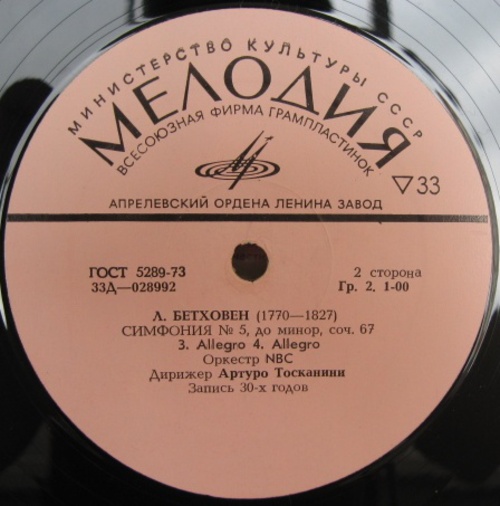 МИНИСТЕРСТВО КУЛЬТУРЫ СССР
МЕЛОДИЯ
ВСЕСОЮЗНАЯ ФИРМА ГРАМПЛАСТИНОК
▽33
АПРЕЛЕВСКИЙ ОРДЕНА ЛЕНИНА ЗАВОД
ГОСТ 5289-73
2 сторона
33Д—028992
Гр. 2. 1-00
Л. БЕТХОВЕН (1770—1827)
СИМФОНИЯ № 5, до минор, соч. 67
3. Allegro 4. Allegro
Оркестр NBC
Дирижер Артуро Тосканини
Запись 30-х годов